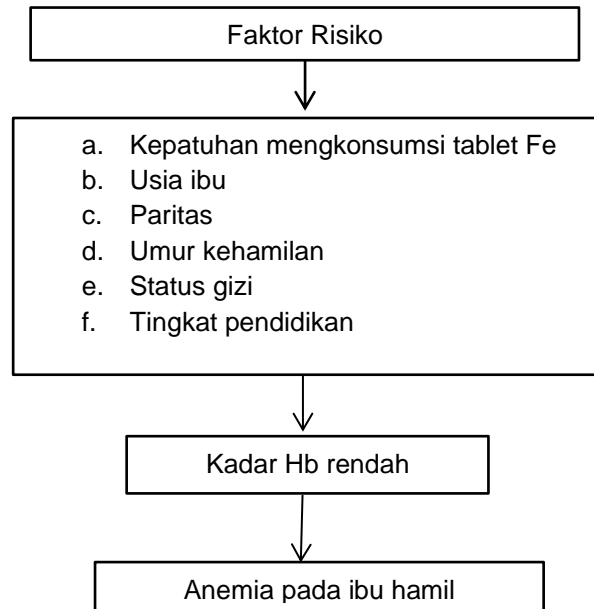 Faktor Risiko
a. Kepatuhan mengkonsumsi tablet Fe
b. Usia ibu
c. Paritas
d. Umur kehamilan
e. Status gizi
f. Tingkat pendidikan
Kadar Hb rendah
Anemia pada ibu hamil